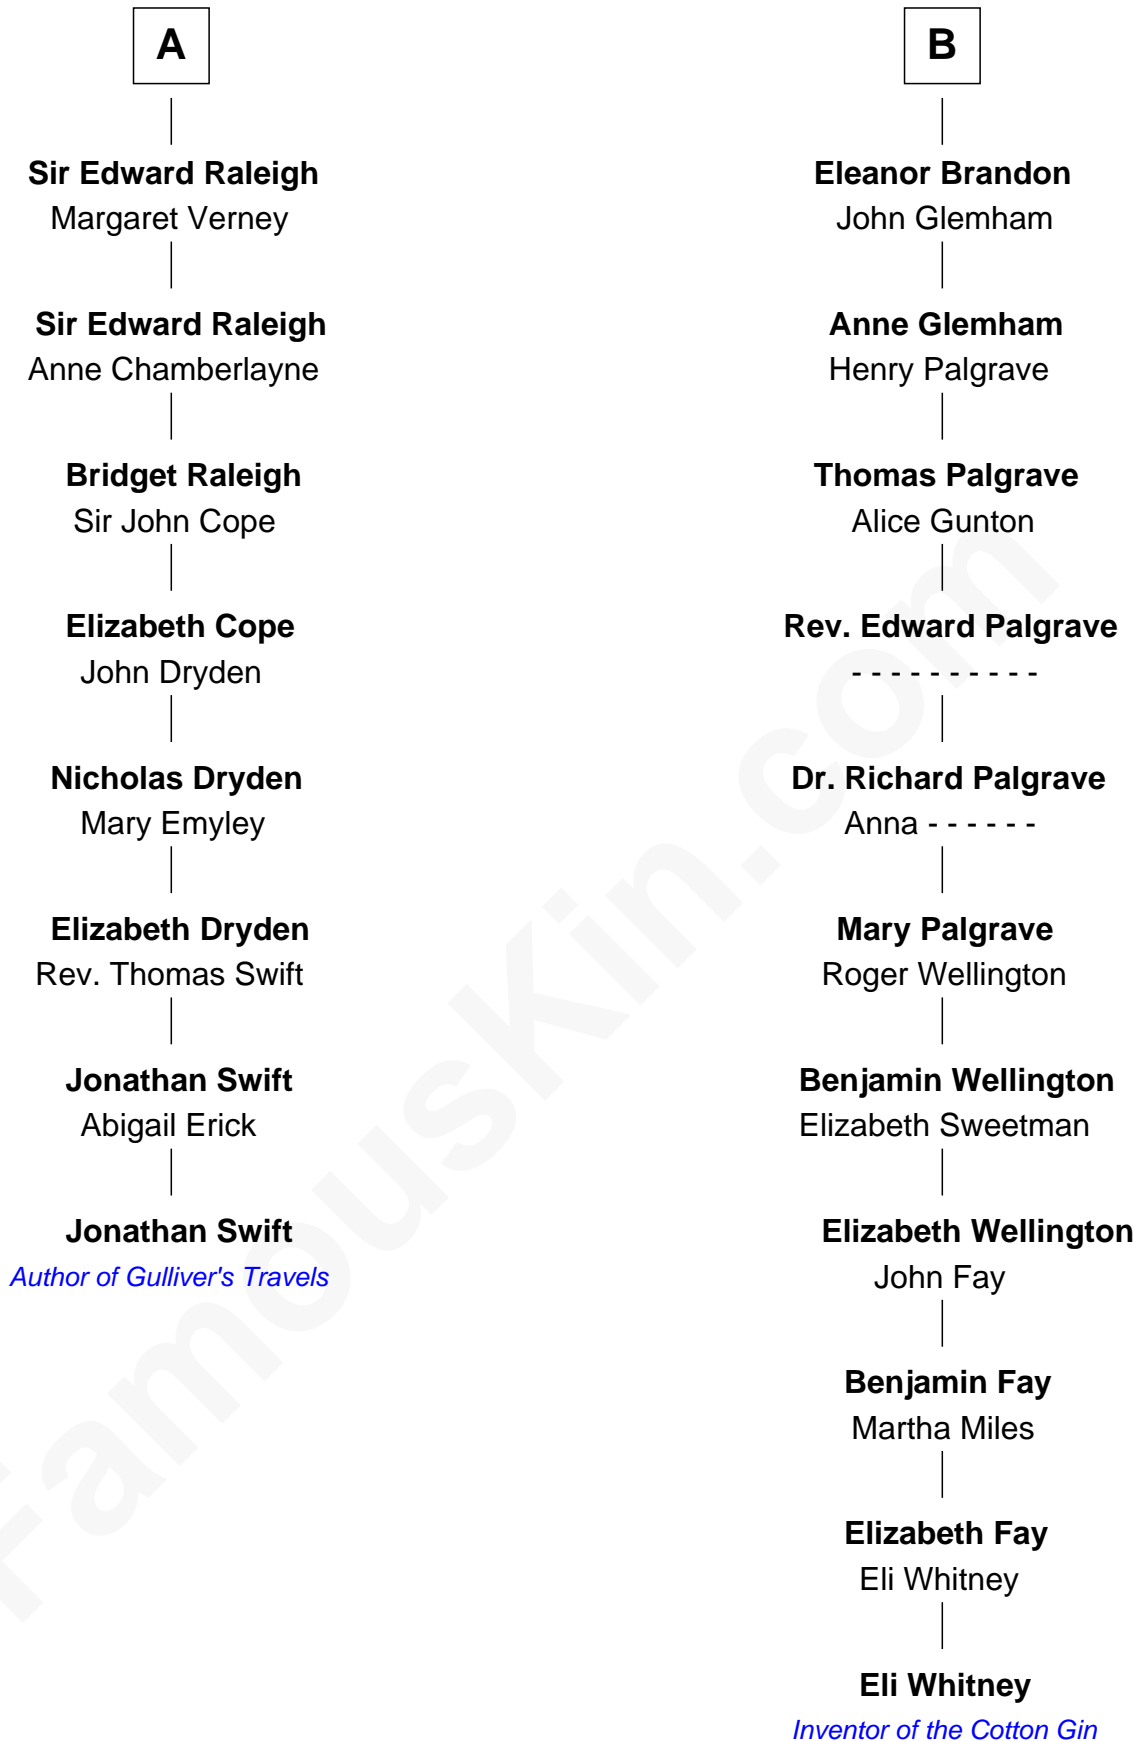 A
Sir Edward Raleigh
Margaret Verney
Sir Edward Raleigh
Anne Chamberlayne
Bridget Raleigh
Sir John Cope
Elizabeth Cope
John Dryden
Nicholas Dryden
Mary Emyley
Elizabeth Dryden
Rev. Thomas Swift
Jonathan Swift
Abigail Erick
Jonathan Swift
Author of Gulliver's Travels
B
Eleanor Brandon
John Glemham
Anne Glemham
Henry Palgrave
Thomas Palgrave
Alice Gunton
Rev. Edward Palgrave
- - - - - - - - - -
Dr. Richard Palgrave
Anna - - - - - -
Mary Palgrave
Roger Wellington
Benjamin Wellington
Elizabeth Sweetman
Elizabeth Wellington
John Fay
Benjamin Fay
Martha Miles
Elizabeth Fay
Eli Whitney
Eli Whitney
Inventor of the Cotton Gin
FamousKin.com